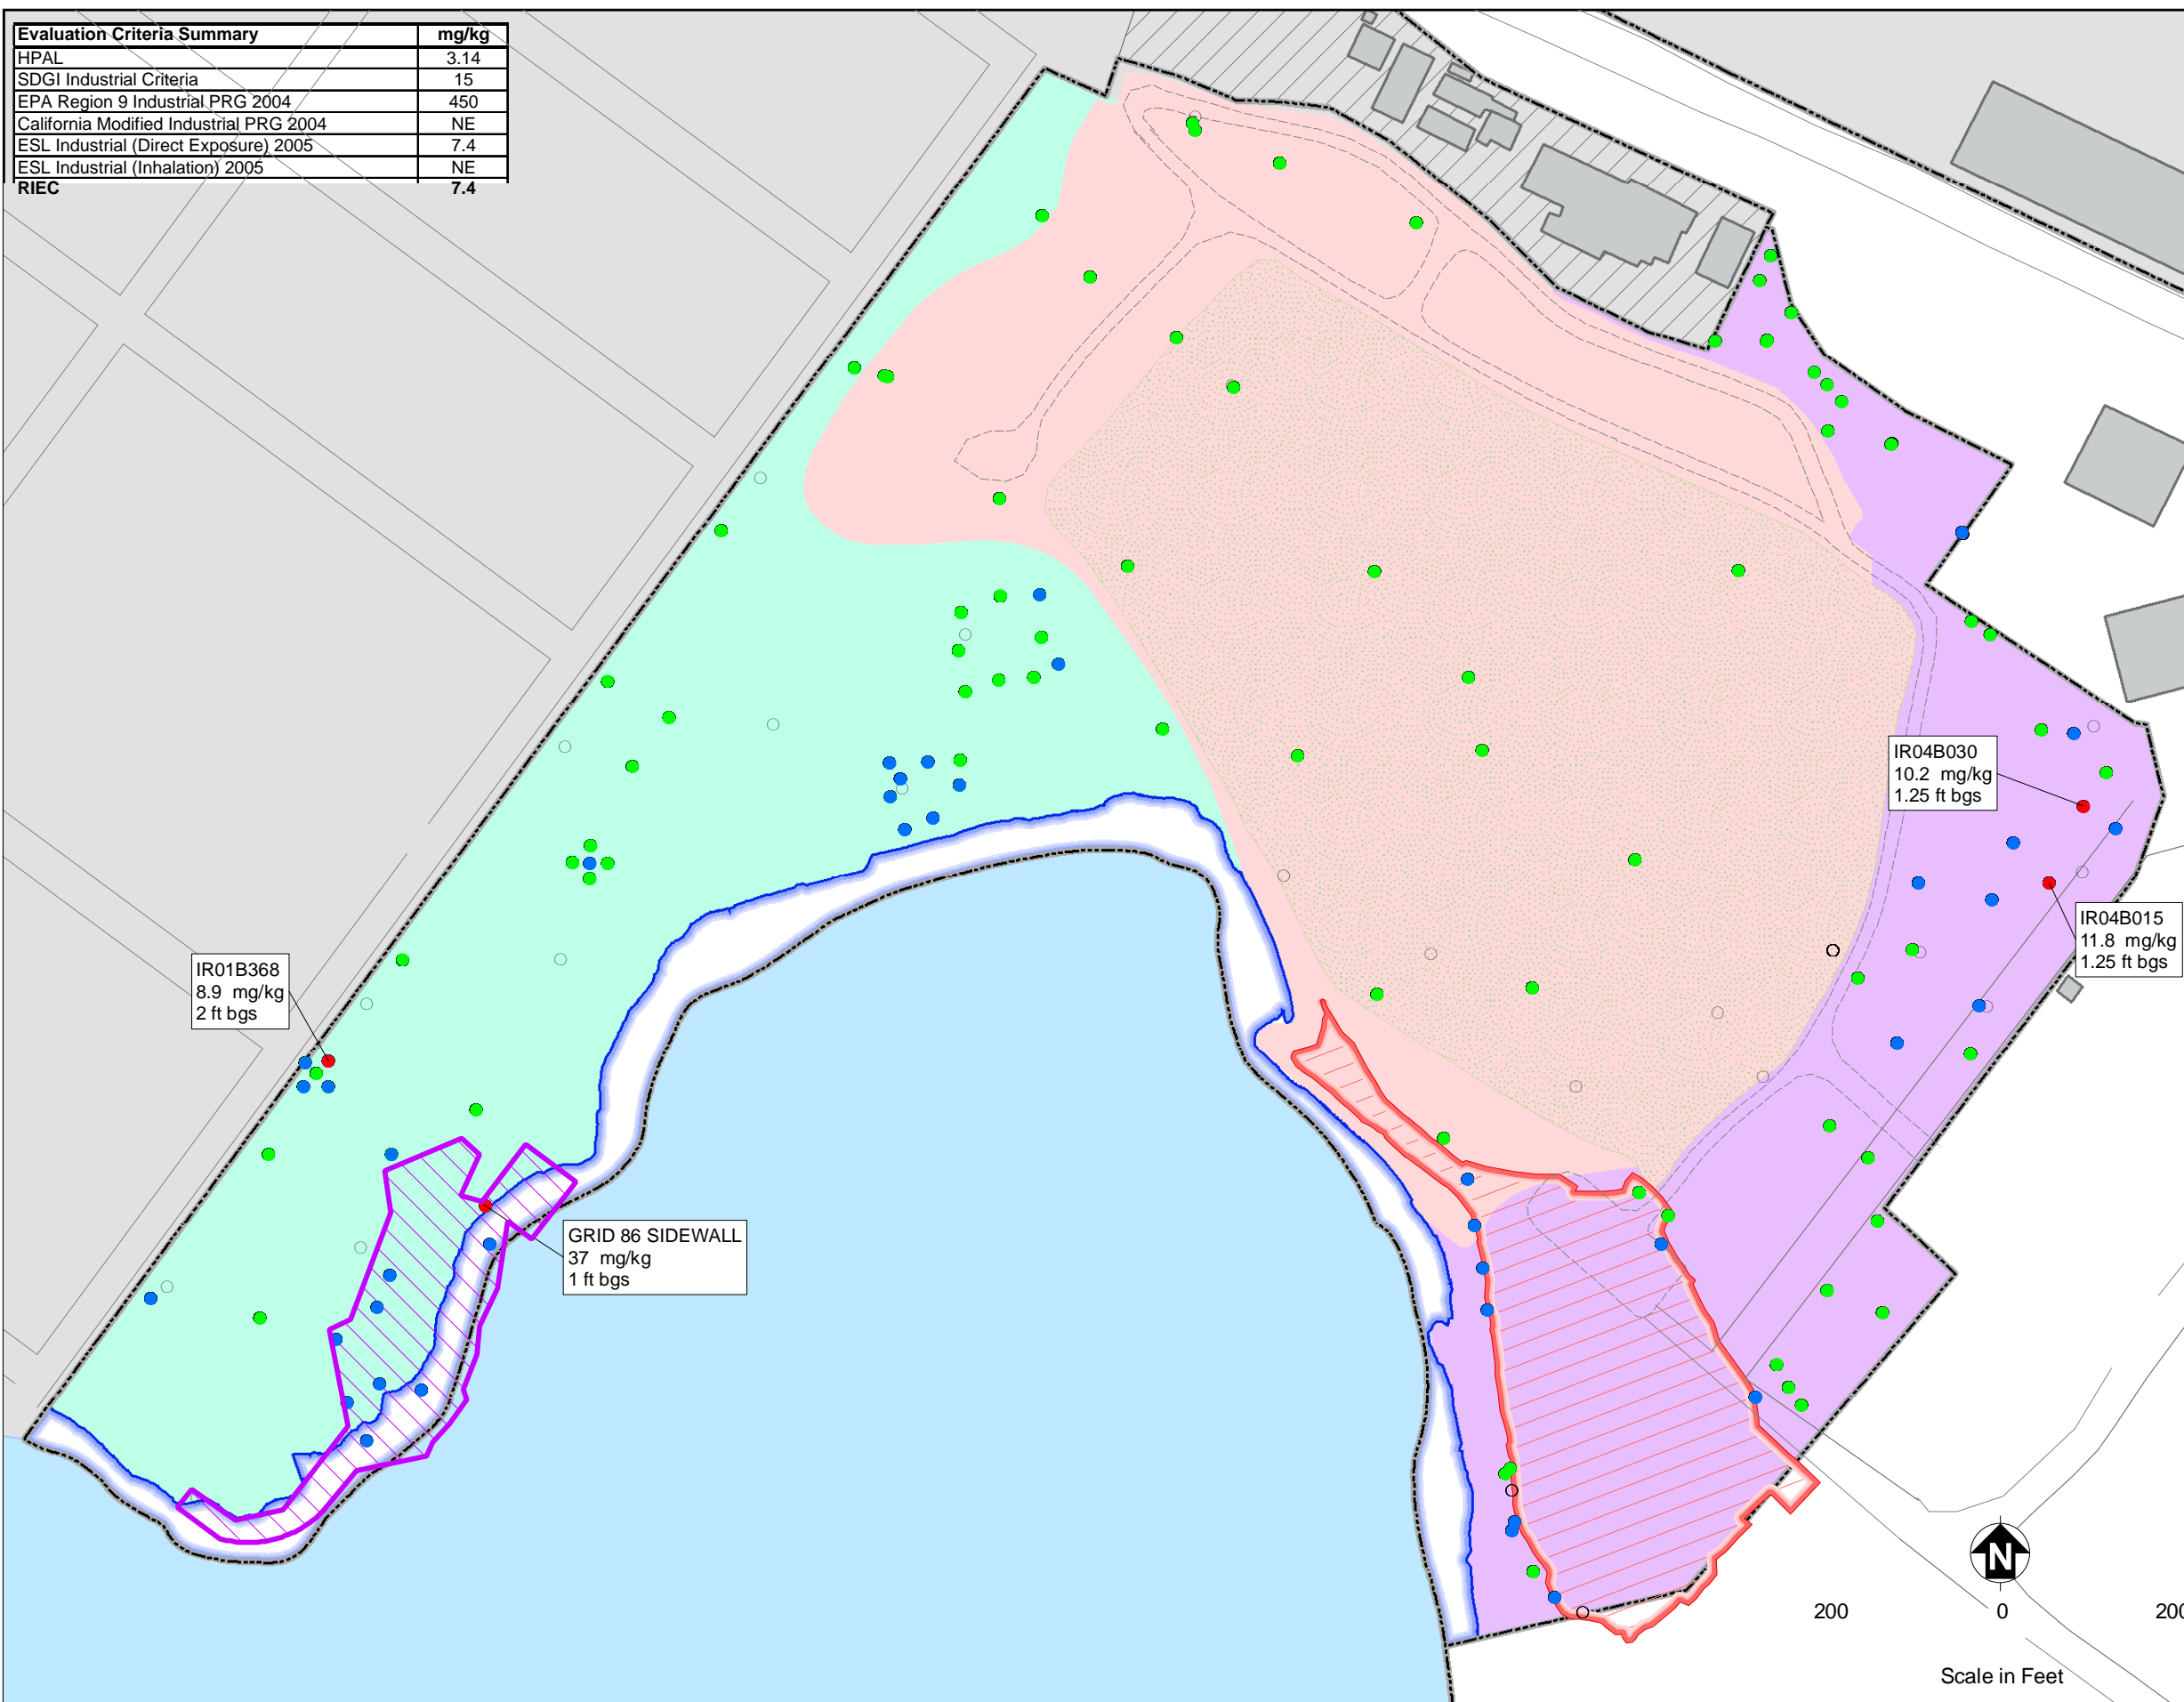 Evaluation Criteria Summary mg/kg
HPAL 3.14
SDGI Industrial Criteria 15
EPA Region 9 Industrial PRG 2004 450
California Modified Industrial PRG 2004 NE
ESL Industrial (Direct Exposure) 2005 7.4
ESL Industrial (Inhalation) 2005 NE
RIEC 7.4
IR04B030
10.2 mg/kg
1.25 ft bgs
IR04B015
11.8 mg/kg
1.25 ft bgs
IR01B368
8.9 mg/kg
2 ft bgs
GRID 86 SIDEWALL
37 mg/kg
1 ft bgs
N
200 0 200
Scale in Feet